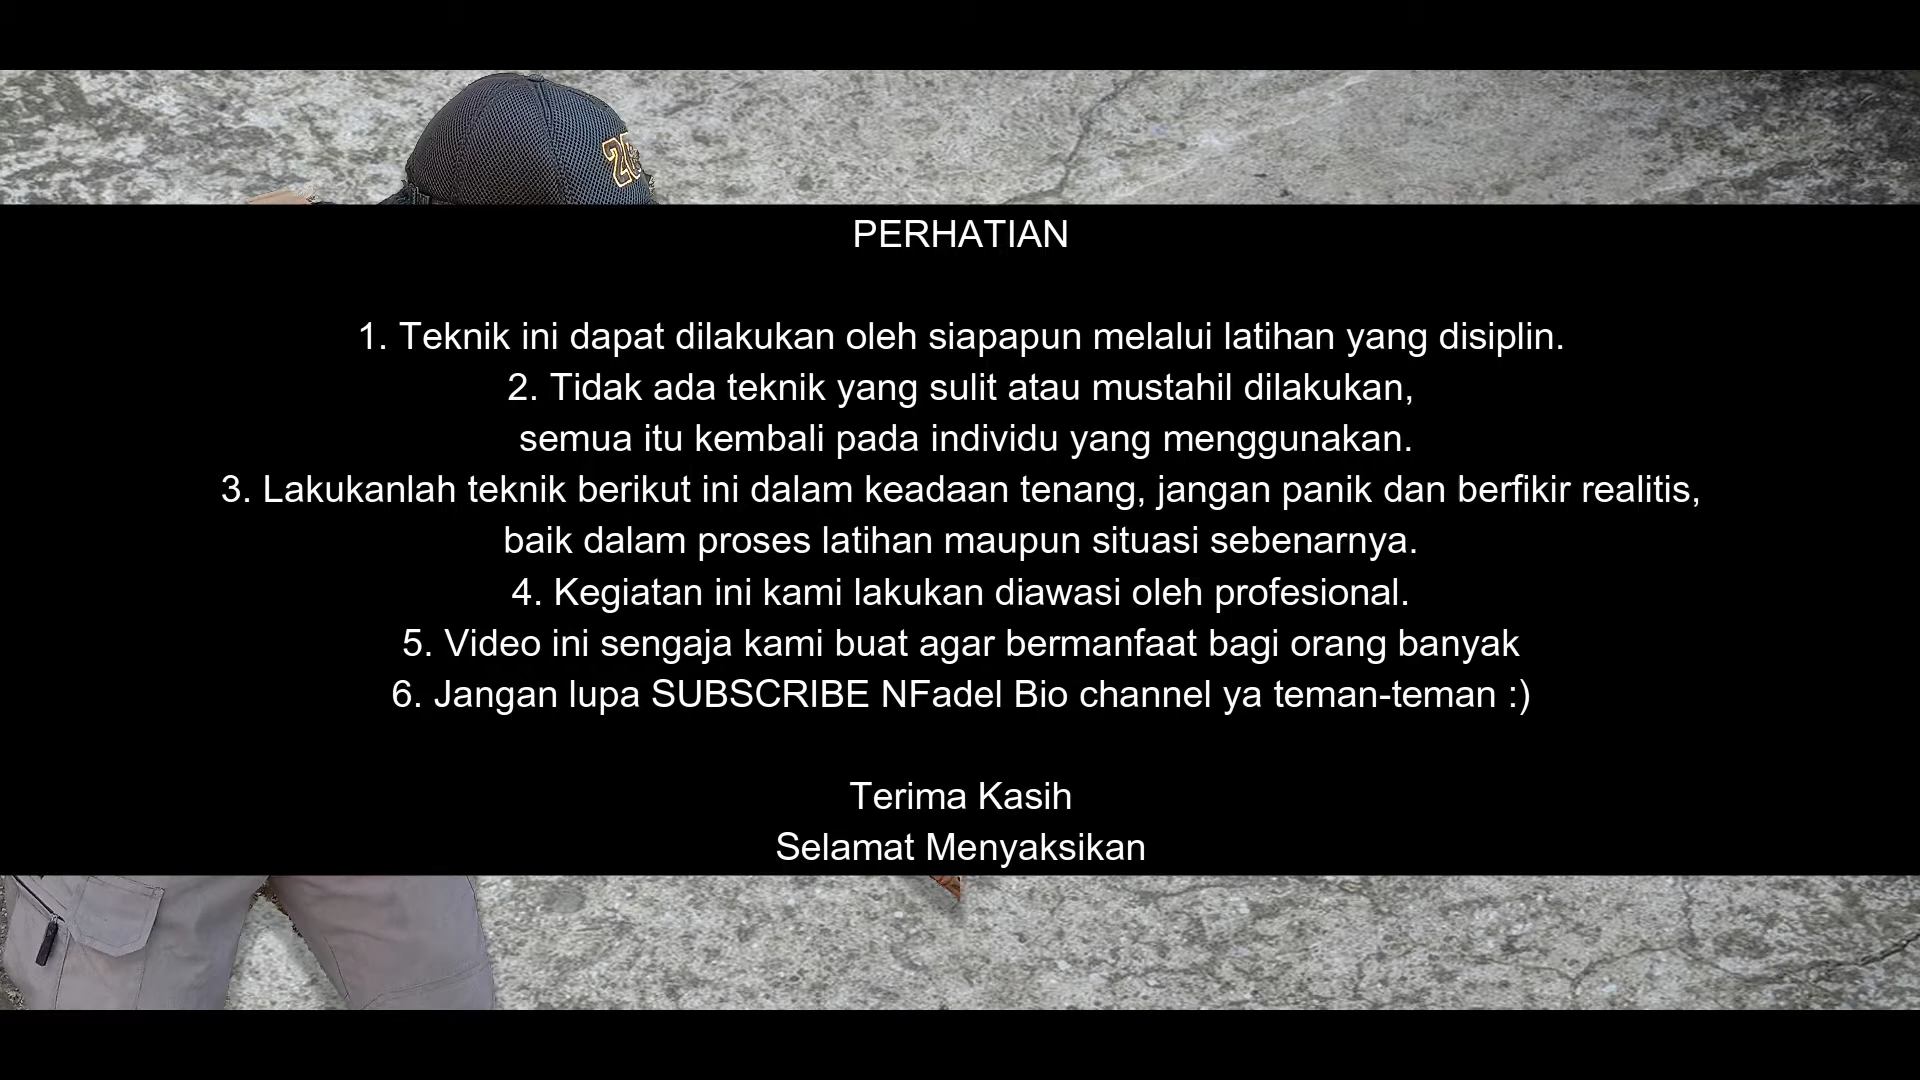 PERHATIAN
1. Teknik ini dapat dilakukan oleh siapapun melalui latihan yang disiplin.
2. Tidak ada teknik yang sulit atau mustahil dilakukan,
semua itu kembali pada individu yang menggunakan.
3. Lakukanlah teknik berikut ini dalam keadaan tenang, jangan panik dan berfikir realitis,
baik dalam proses latihan maupun situasi sebenarnya.
4. Kegiatan ini kami lakukan diawasi oleh profesional.
5. Video ini sengaja kami buat agar bermanfaat bagi orang banyak
6. Jangan lupa SUBSCRIBE NFadel Bio channel ya teman-teman :)
Terima Kasih
Selamat Menyaksikan